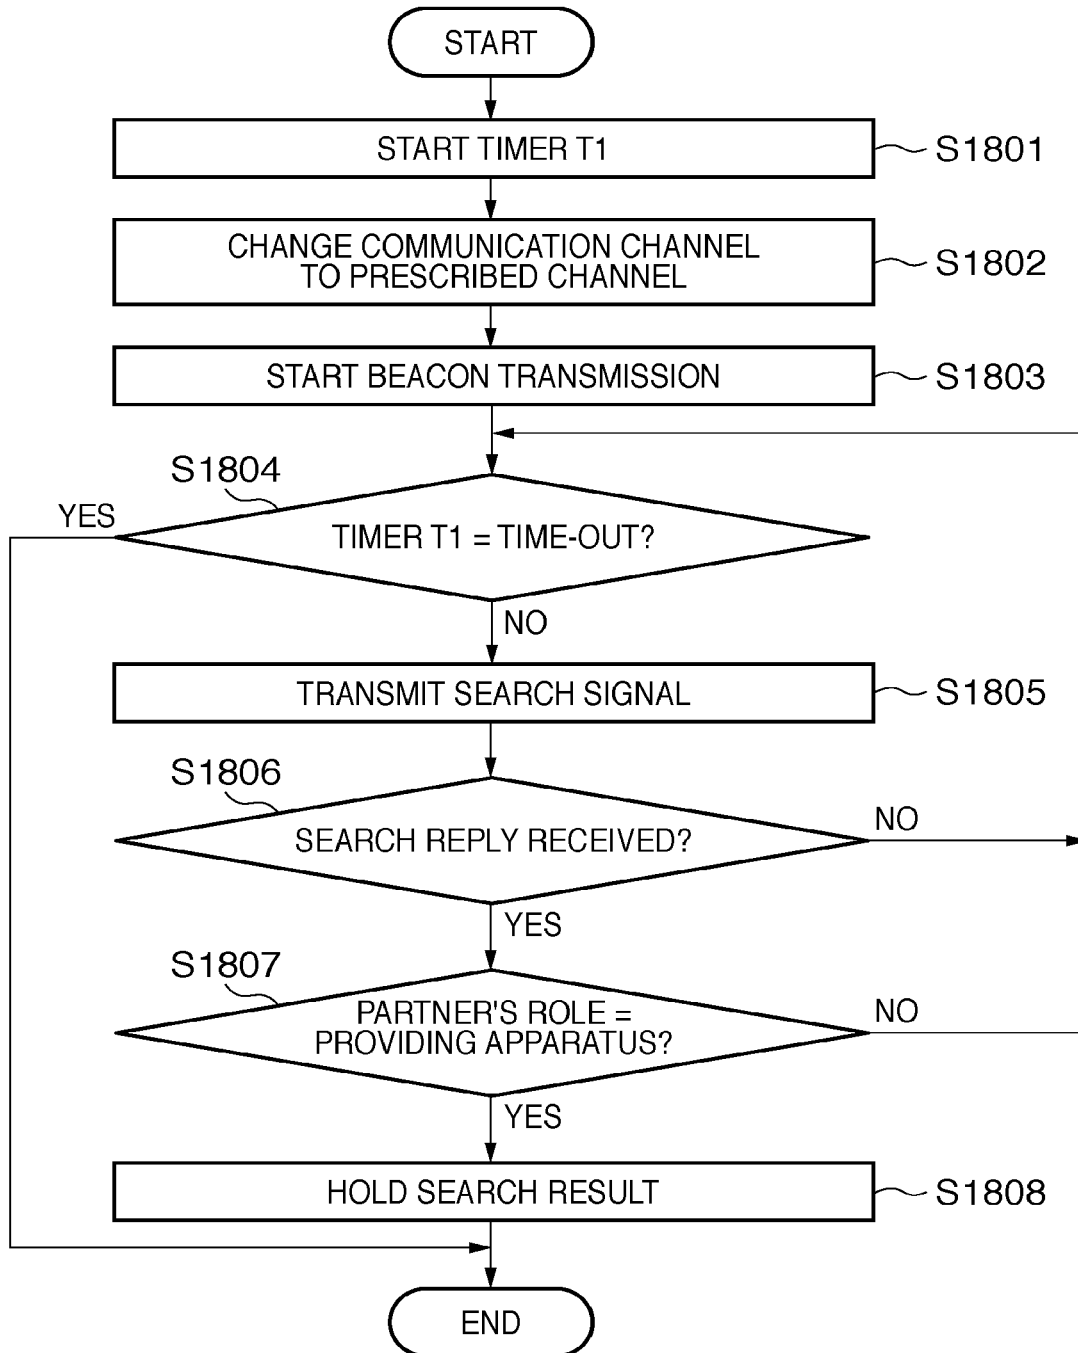 START
START TIMER T1
S1801
CHANGE COMMUNICATION CHANNEL
TO PRESCRIBED CHANNEL
S1802
START BEACON TRANSMISSION
S1803
S1804
YES
TIMER T1 = TIME-OUT?
NO
TRANSMIT SEARCH SIGNAL
S1805
S1806
SEARCH REPLY RECEIVED?
NO
YES
S1807
PARTNER'S ROLE =
PROVIDING APPARATUS?
NO
YES
HOLD SEARCH RESULT
S1808
END